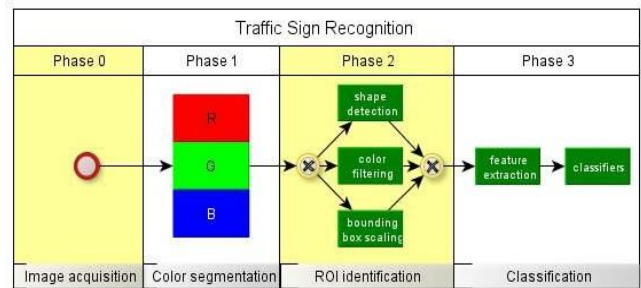 Traffic Sign Recognition
Phase 0
Phase 1
Phase 2
Phase 3
R
G
B
shape
detection
color
filtering
bounding
box scaling
feature
extraction
classifiers
Image acquisition
Color segmentation
ROI identification
Classification